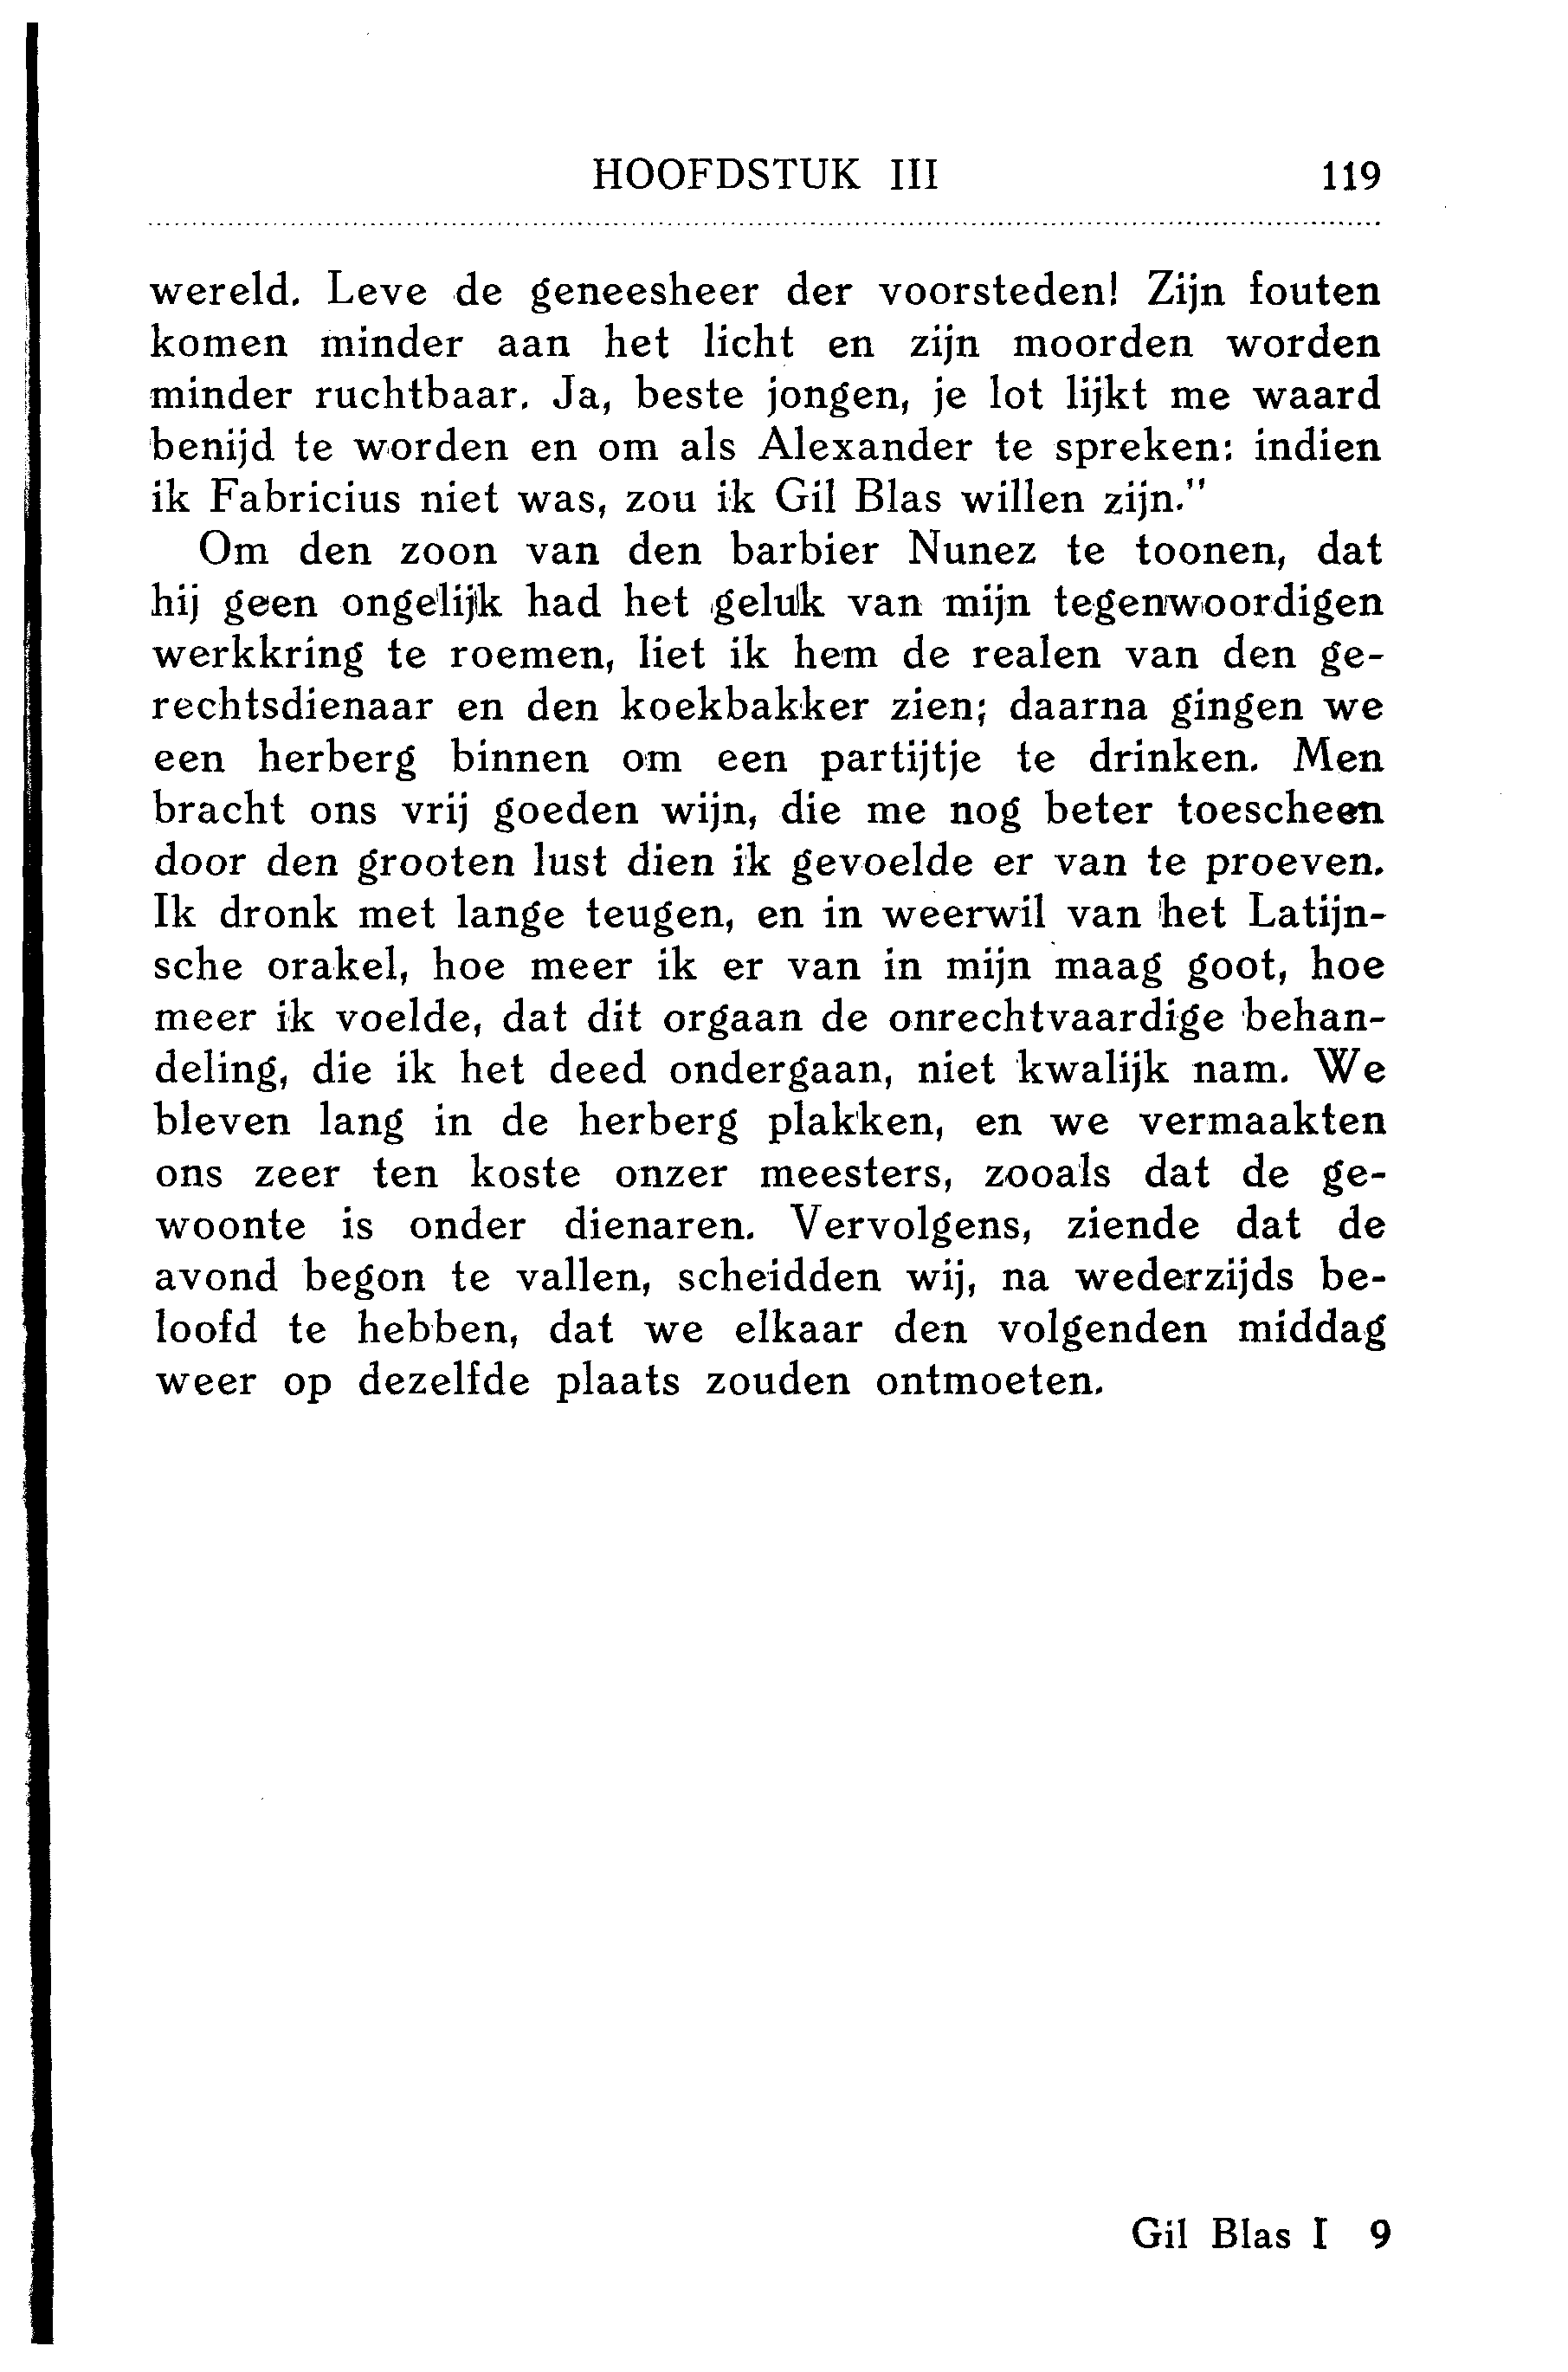 HOOFDSTUK III 119
wereld. Leve de geneesheer der voorsteden! Zijn fouten
komen minder aan het licht en zijn moorden worden
minder ruchtbaar. Ja, beste jongen, je lot lijkt me waard
benijd te worden en om als Alexander te spreken: indien
ik Fabricius niet was, zou ik Gil Blas willen zijn."
Om den zoon van den barbier Nunez te toonen, dat
hij geen ongelijk had het geluk van mijn tegenwoordigen
werkkring te roemen, liet ik hem de realen van den ge-
rechtsdienaar en den koekbakker zien; daarna gingen we
een herberg binnen om een partijtje te drinken. Men
bracht ons vrij goeden wijn, die me nog beter toescheen
door den grooten lust dien ik gevoelde er van te proeven.
Ik dronk met lange teugen, en in weerwil van het Latijn-
sche orakel, hoe meer ik er van in mijn maag goot, hoe
meer ik voelde, dat dit orgaan de onrechtvaardige behan-
deling, die ik het deed ondergaan, niet kwalijk nam. We
bleven lang in de herberg plakken, en we vermaakten
ons zeer ten koste onzer meesters, zooals dat de ge-
woonte is onder dienaren. Vervolgens, ziende dat de
avond begon te vallen, scheidden wij, na wederzijds be-
loofd te hebben, dat we elkaar den volgenden middag
weer op dezelfde plaats zouden ontmoeten.
Gil Blas I 9